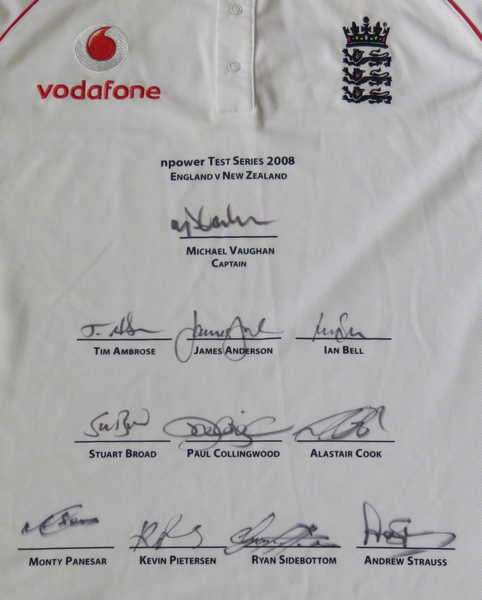 vodafone
npower TEST SERIES 2008
ENGLAND V NEW ZEALAND
MICHAEL VAUGHAN
CAPTAIN
TIM AMBROSE JAMES ANDERSON IAN BELL
STUART BROAD PAUL COLLINGWOOD ALASTAIR COOK
MONTY PANESAR KEVIN PIETERSEN RYAN SIDEBOTTOM ANDREW STRAUSS